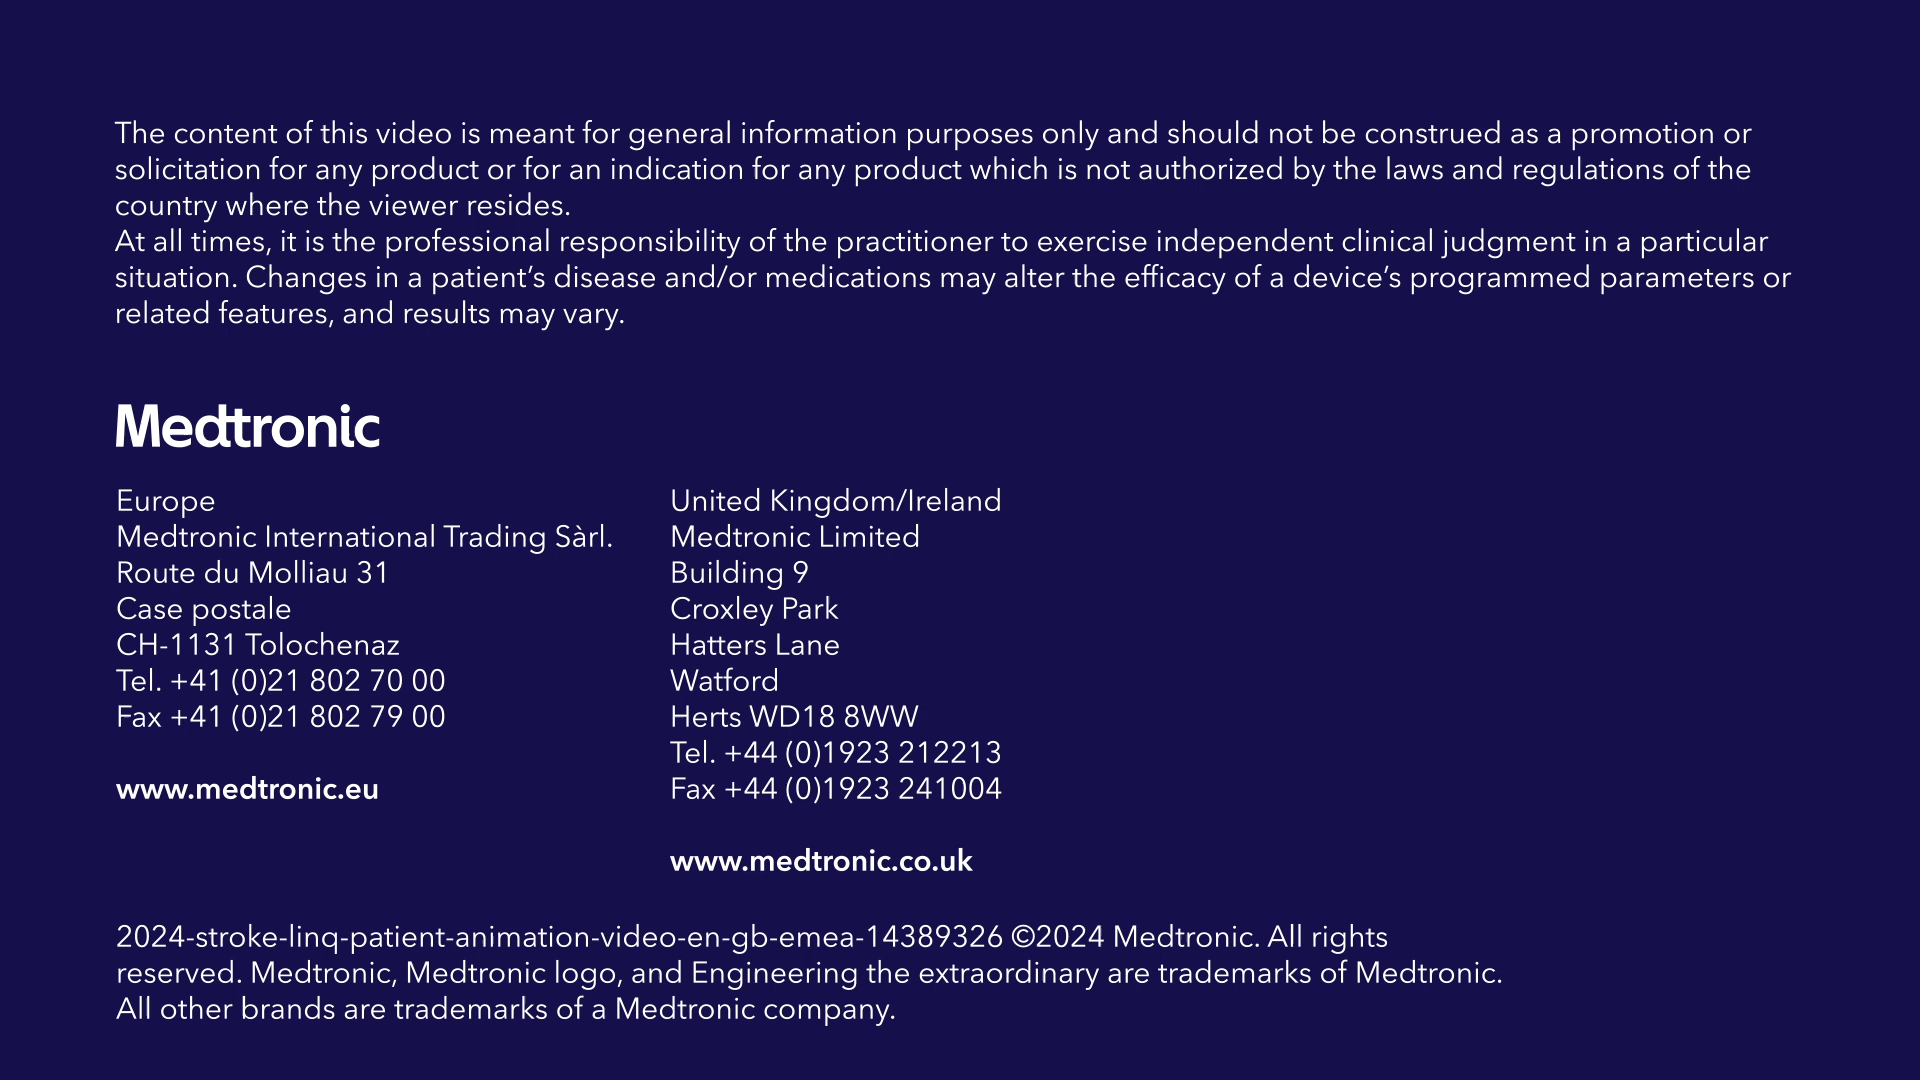 The content of this video is meant for general information purposes only and should not be construed as a promotion or
solicitation for any product or for an indication for any product which is not authorized by the laws and regulations of the
country where the viewer resides.
At all times, it is the professional responsibility of the practitioner to exercise independent clinical judgment in a particular
situation. Changes in a patient’s disease and/or medications may alter the efficacy of a device’s programmed parameters or
related features, and results may vary.
Medtronic
Europe
Medtronic International Trading Sàrl.
Route du Molliau 31
Case postale
CH-1131 Tolochenaz
Tel. +41 (0)21 802 70 00
Fax +41 (0)21 802 79 00
www.medtronic.eu
United Kingdom/Ireland
Medtronic Limited
Building 9
Croxley Park
Hatters Lane
Watford
Herts WD18 8WW
Tel. +44 (0)1923 212213
Fax +44 (0)1923 241004
www.medtronic.co.uk
2024-stroke-linq-patient-animation-video-en-gb-emea-14389326 ©2024 Medtronic. All rights
reserved. Medtronic, Medtronic logo, and Engineering the extraordinary are trademarks of Medtronic.
All other brands are trademarks of a Medtronic company.